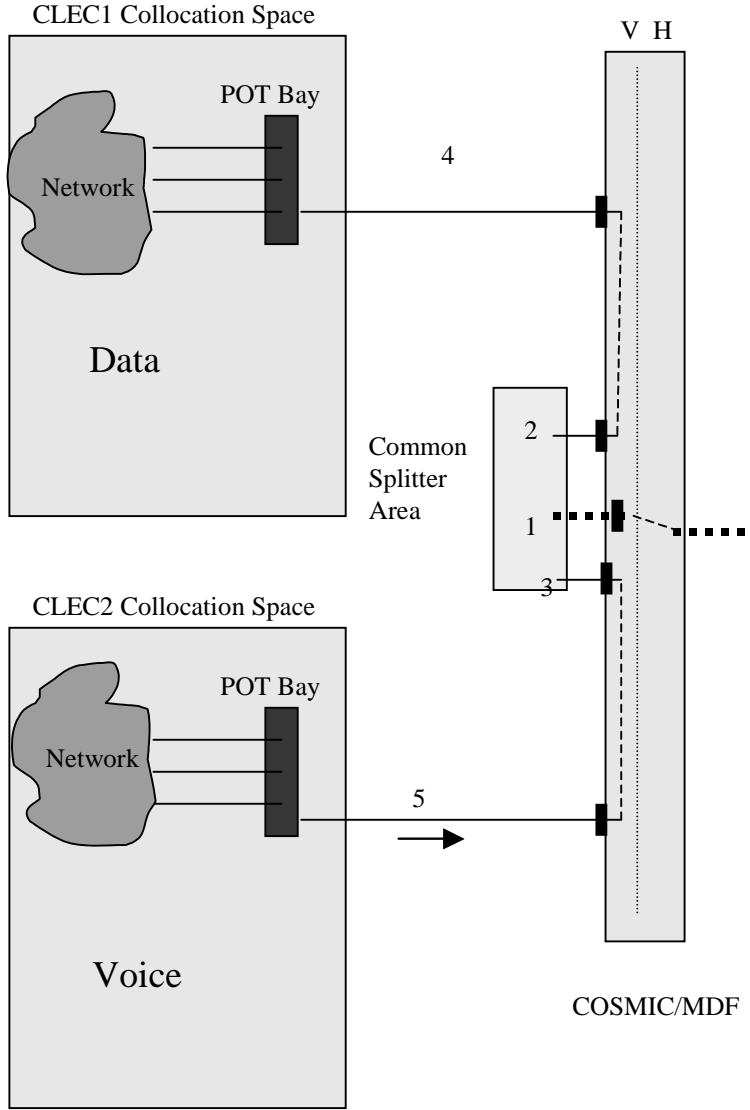 CLEC1 Collocation Space
V H
POT Bay
Network
4
Data
2
Common
Splitter
Area
1
3
CLEC2 Collocation Space
POT Bay
Network
5
Voice
COSMIC/MDF